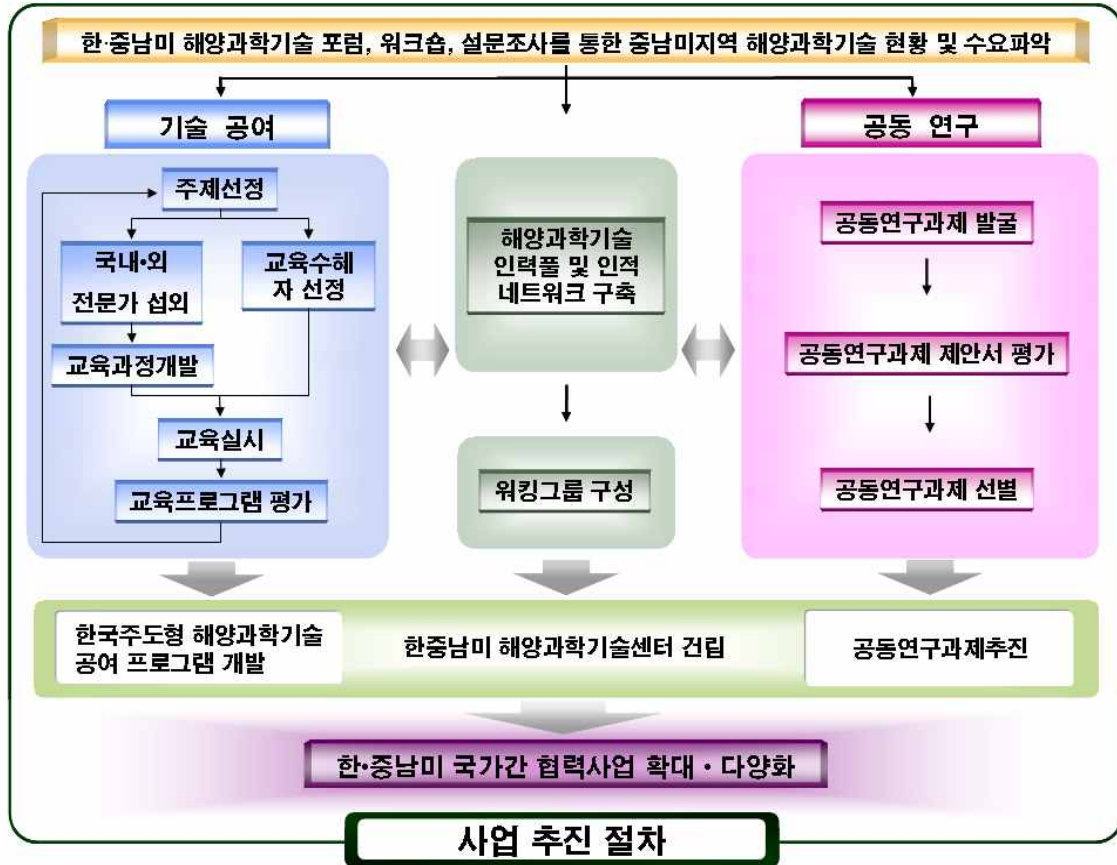 한·중남미 해양과학기술 포럼, 워크숍, 설문조사를 통한 중남미지역 해양과학기술 현황 및 수요파악
기술 공여
주제선정
국내•외
전문가 섭외
교육수혜
자 선정
교육과정개발
교육실시
교육프로그램 평가
해양과학기술
인력풀 및 인적
네트워크 구축
워킹그룹 구성
공동 연구
공동연구과제 발굴
공동연구과제 제안서 평가
공동연구과제 선별
한국주도형 해양과학기술
공여 프로그램 개발
한중남미 해양과학기술센터 건립
공동연구과제추진
한•중남미 국가간 협력사업 확대 · 다양화
사업 추진 절차